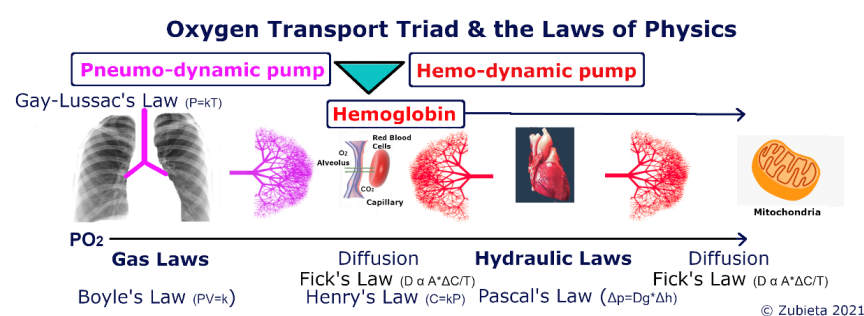 Oxygen Transport Triad & the Laws of Physics
Pneumo-dynamic pump
Hemo-dynamic pump
Gay-Lussac's Law (P=kT)
Hemoglobin
O2
Red Blood
Cells
Alveolus
CO2
Capillary
Mitochondria
PO2
Gas Laws
Diffusion
Hydraulic Laws
Diffusion
Fick's Law (D α A*ΔC/T)
Fick's Law (D α A*ΔC/T)
Boyle's Law (PV=k)
Henry's Law (C=kP)
Pascal's Law (Δp=Dg*Δh)
© Zubieta 2021